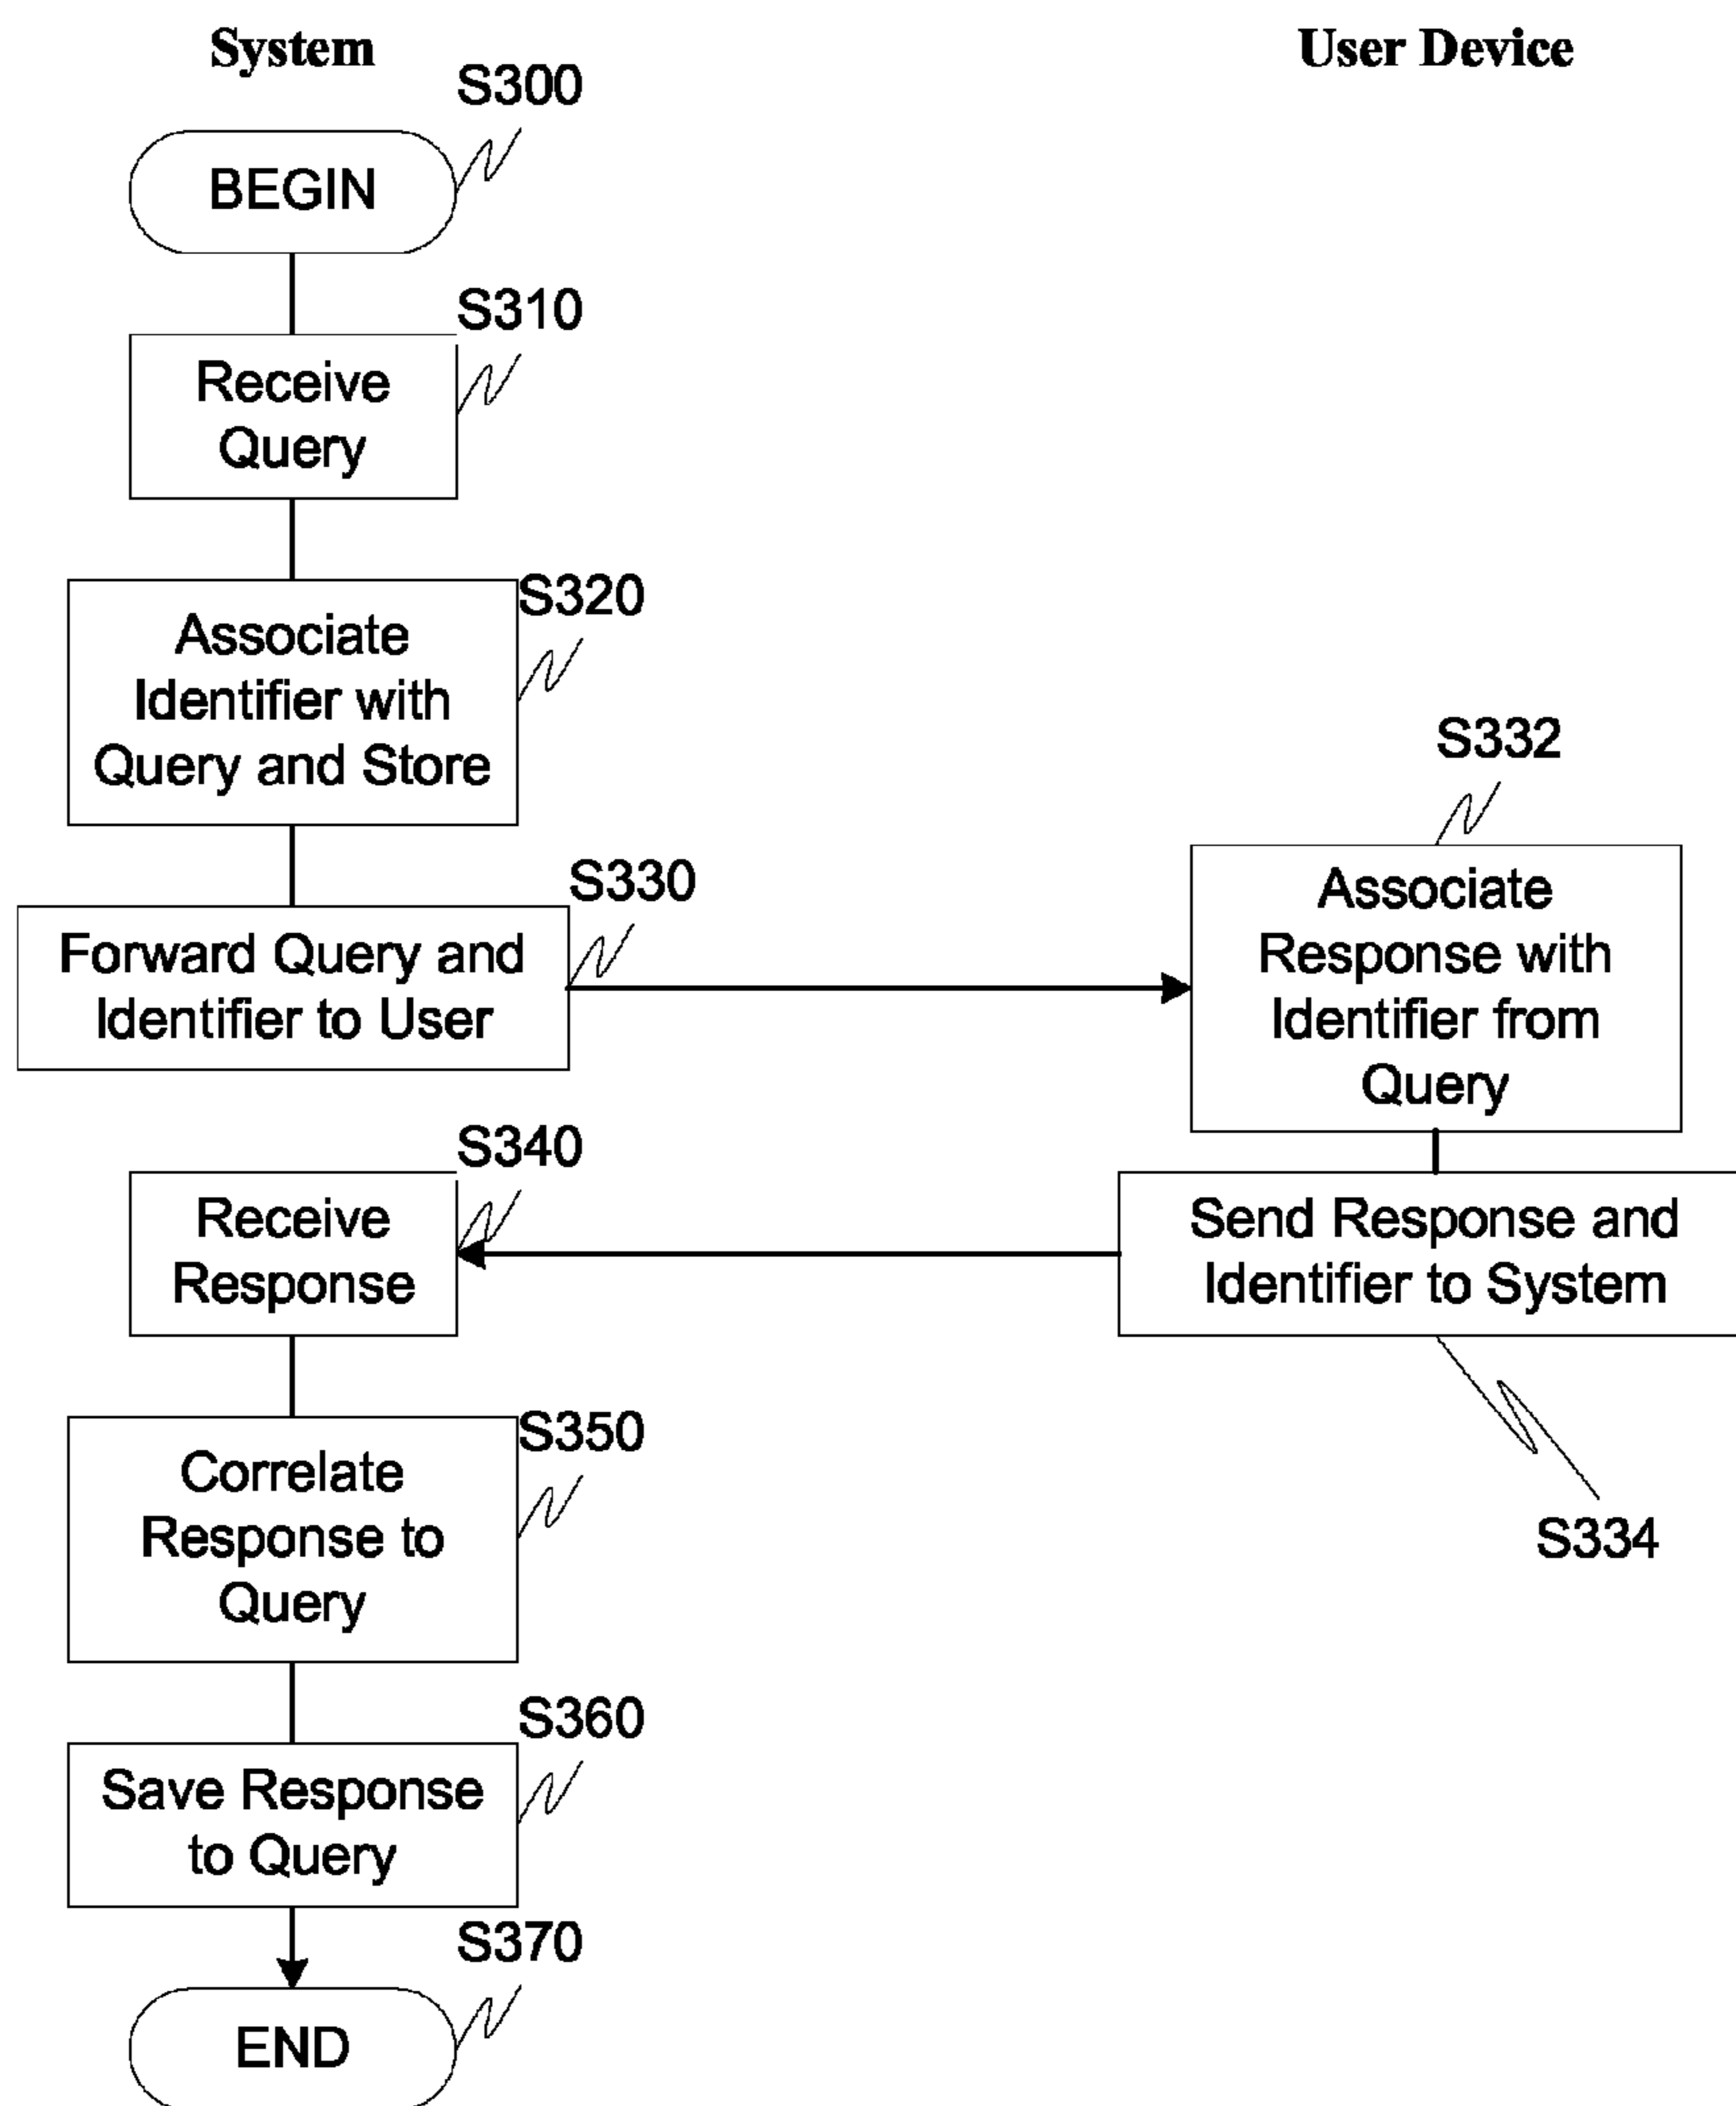 System
User Device
S300
BEGIN
S310
Receive
Query
S320
Associate
Identifier with
Query and Store
S330
Forward Query and
Identifier to User
S332
Associate
Response with
Identifier from
Query
S340
Receive
Response
Send Response and
Identifier to System
S334
S350
Correlate
Response to
Query
S360
Save Response
to Query
S370
END